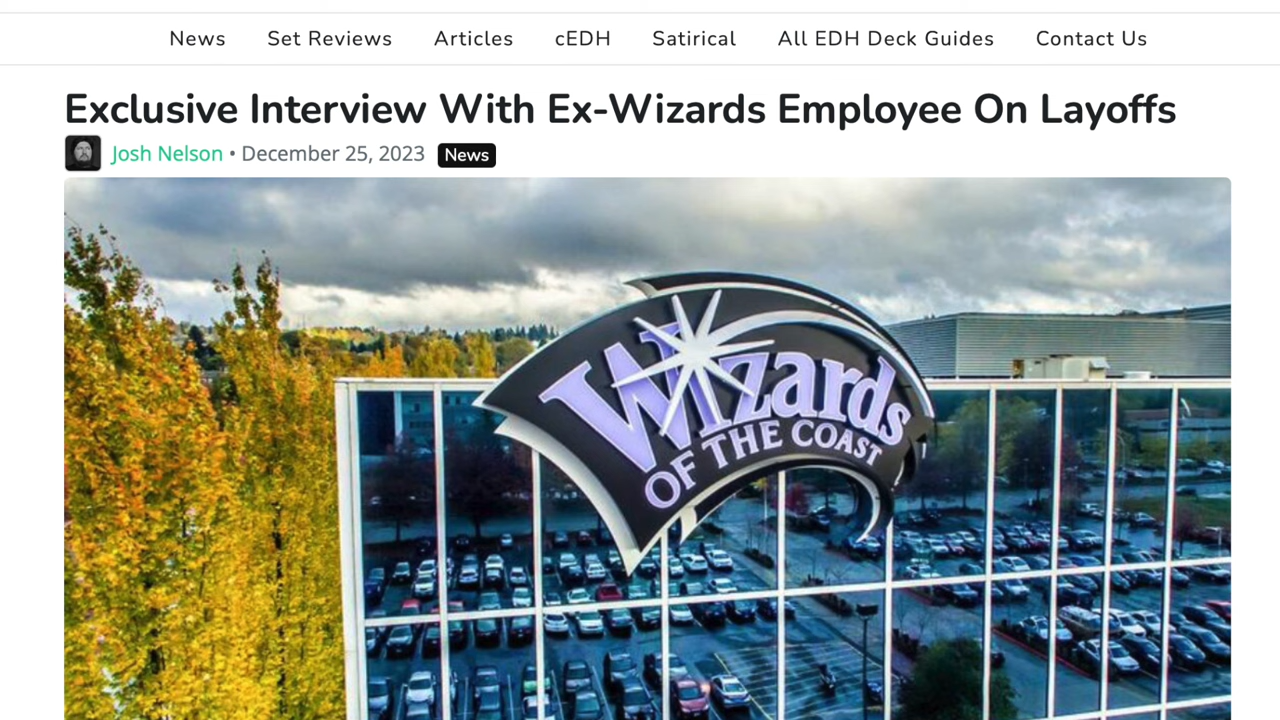 News Set Reviews Articles cEDH Satirical All EDH Deck Guides Contact Us
Exclusive Interview With Ex-Wizards Employee On Layoffs
Josh Nelson • December 25, 2023 News
Wizards
OF THE COAST